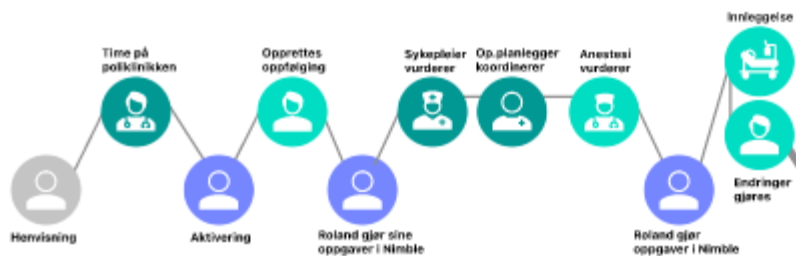 Innleggelse
Time på
poliklinikken
Opprettes
oppfølging
Sykepleier
vurderer
Op.planlegger
koordinerer
Anestesi
vurderer
Endringer
gjøres
Henvisning
Aktivering
Roland gjør sine
oppgaver i Nimble
Roland gjør
oppgaver i Nimble